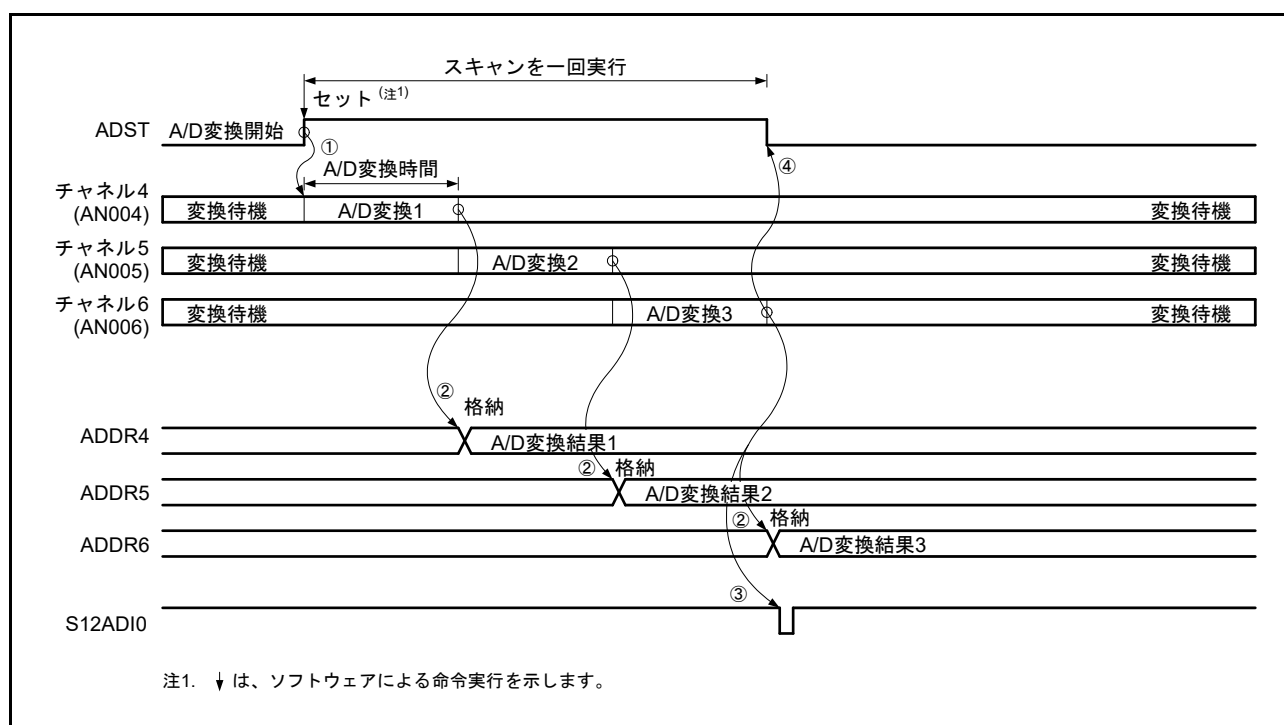 スキャンを一回実行
セット (注1)
ADST A/D変換開始
① ④
A/D変換時間
チャネル4
(AN004) 変換待機 A/D変換1 変換待機
チャネル5
(AN005) 変換待機 A/D変換2 変換待機
チャネル6
(AN006) 変換待機 A/D変換3 変換待機
② 格納
ADDR4 A/D変換結果1
② 格納
ADDR5 A/D変換結果2
② 格納
ADDR6 A/D変換結果3
③
S12ADI0
注1. ↓は、ソフトウェアによる命令実行を示します。